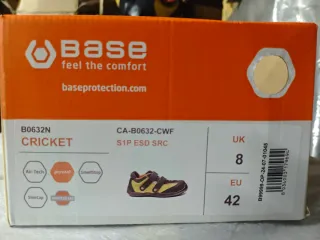 BASE
feel the comfort
baseprotection.com
B0632N
CRICKET
CA-B0632-CWF
S1P ESD SRC
UK
8
EU
42